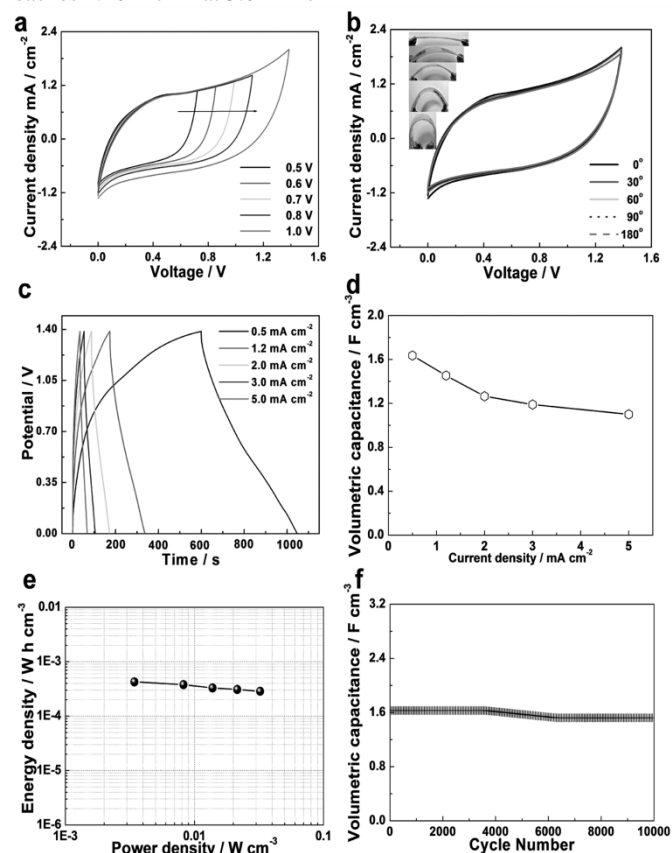 a
Current density mA / cm-2
2.4
1.2
0.0
-1.2
-2.4
0.5 V
0.6 V
0.7 V
0.8 V
1.0 V
0.0 0.4 0.8 1.2 1.6
Voltage / V
b
Current density mA / cm-2
2.4
1.2
0.0
-1.2
-2.4
0°
30°
60°
90°
180°
0.0 0.4 0.8 1.2 1.6
Voltage / V
c
Potential / V
1.40
1.05
0.70
0.35
0.00
0.5 mA cm-2
1.2 mA cm-2
2.0 mA cm-2
3.0 mA cm-2
5.0 mA cm-2
0 200 400 600 800 1000
Time / s
d
Volumetric capacitance / F cm-3
2.0
1.6
1.2
0.8
0.4
0.0
0 1 2 3 4 5
Current density / mA cm-2
e
Energy density / W h cm-3
0.01
1E-3
1E-4
1E-5
1E-6
1E-3 0.01 0.1
Power density / W cm-3
f
Volumetric capacitance / F cm-3
3.2
2.4
1.6
0.8
0.0
0 2000 4000 6000 8000 10000
Cycle Number